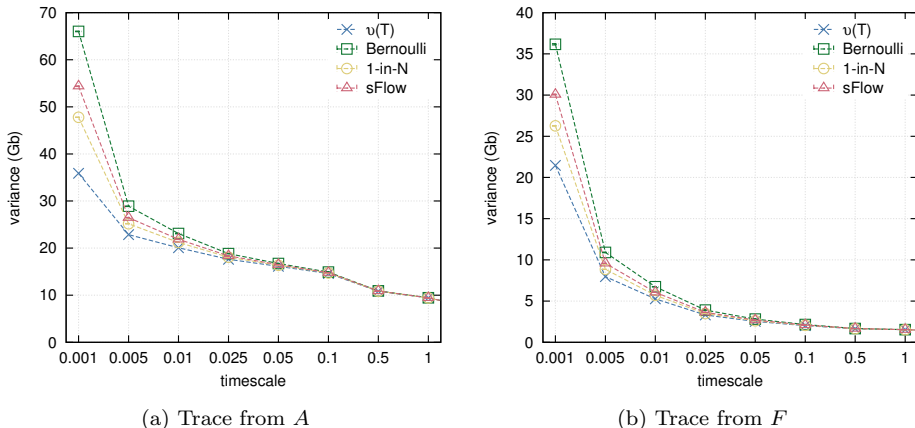 70
60
50
40
30
20
10
0
variance (Gb)
0.001 0.005 0.01 0.025 0.05 0.1 0.5 1
timescale
υ(T)
Bernoulli
1-in-N
sFlow
(a) Trace from A
40
35
30
25
20
15
10
5
0
variance (Gb)
0.001 0.005 0.01 0.025 0.05 0.1 0.5 1
timescale
υ(T)
Bernoulli
1-in-N
sFlow
(b) Trace from F